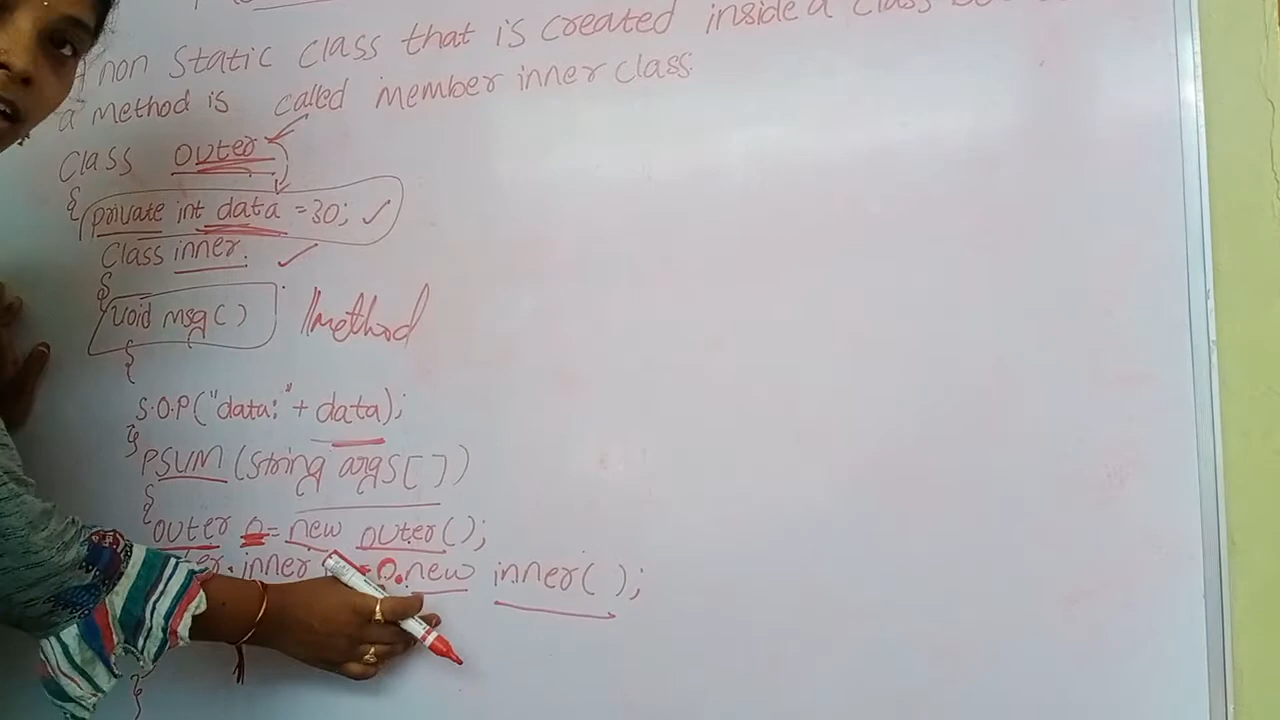 non static class that is created inside a class
a method is called member inner class
Class outer
{
private int data = 30; ✓
Class inner. ✓
{
void msg() //method
{
S.O.P("data:" + data);
}
PSVM (string args[])
{
outer o = new outer();
inner = o.new inner();
}